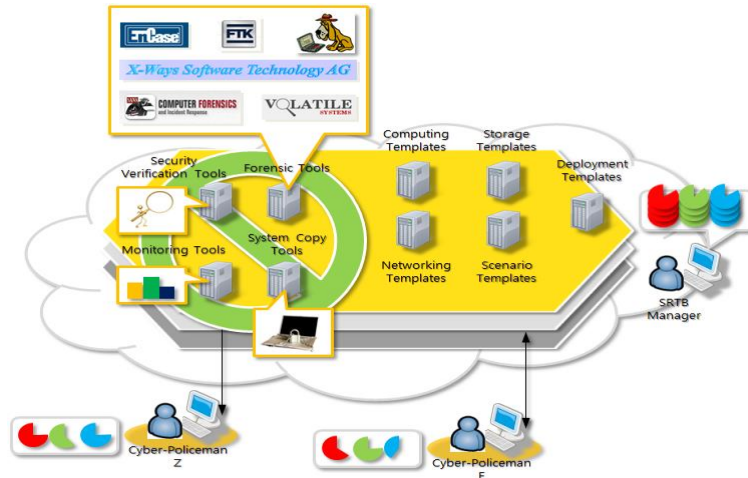 EnCase
FTK
X-Ways Software Technology AG
COMPUTER FORENSICS
and Incident Response
VOLATILE
SYSTEMS
Security
Verification Tools
Forensic Tools
Monitoring Tools
System Copy
Tools
Computing
Templates
Storage
Templates
Deployment
Templates
Networking
Templates
Scenario
Templates
SRTB
Manager
Cyber-Policeman
Z
Cyber-Policeman